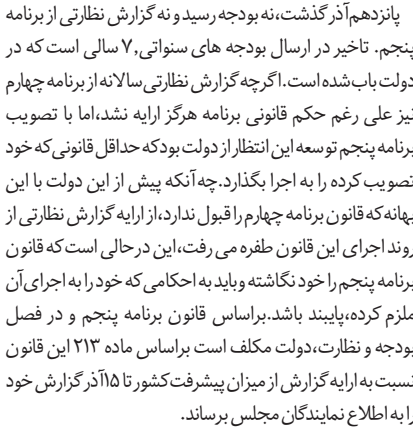 پانزدهم آذر گذشت،نه بودجه رسید و نه گزارش نظارتی از برنامه
پنجم. تاخیر در ارسال بودجه های سنواتی,۷ سالی است که در
دولت باب شده است.اگرچه گزارش نظارتی سالانه از برنامه چهارم
نیز علی رغم حکم قانونی برنامه هرگز ارایه نشد،اما با تصویب
برنامه پنجم توسعه این انتظار از دولت بود که حداقل قانونی که خود
تصویب کرده را به اجرا بگذارد.چه آنکه پیش از این دولت با این
بهانه که قانون برنامه چهارم را قبول ندارد،از ارایه گزارش نظارتی از
روند اجرای این قانون طفره می رفت،این درحالی است که قانون
برنامه پنجم را خود نگاشته وباید به احکامی که خود را به اجرای آن
ملزم کرده،پایبند باشد.براساس قانون برنامه پنجم و در فصل
بودجه و نظارت،دولت مکلف است براساس ماده ۲۱۳ این قانون
نسبت به ارایه گزارش از میزان پیشرفت کشور تا ۱۵آذر گزارش خود
را به اطلاع نمایندگان مجلس برساند.